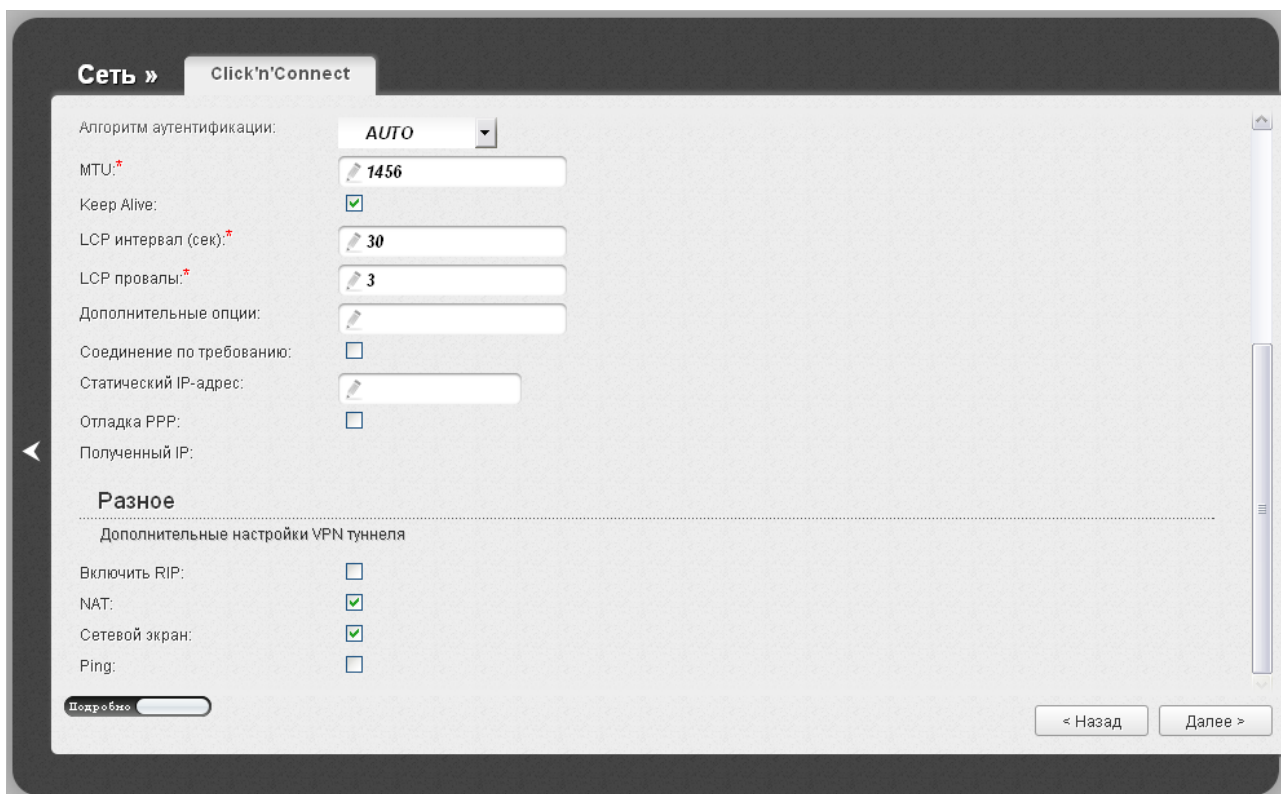 Сеть »
Click'n'Connect
Алгоритм аутентификации: AUTO
MTU:* 1456
Keep Alive:
LCP интервал (сек):* 30
LCP провалы:* 3
Дополнительные опции:
Соединение по требованию:
Статический IP-адрес:
Отладка PPP:
Полученный IP:
Разное
Дополнительные настройки VPN туннеля
Включить RIP:
NAT:
Сетевой экран:
Ping:
Подробно
< Назад
Далее >